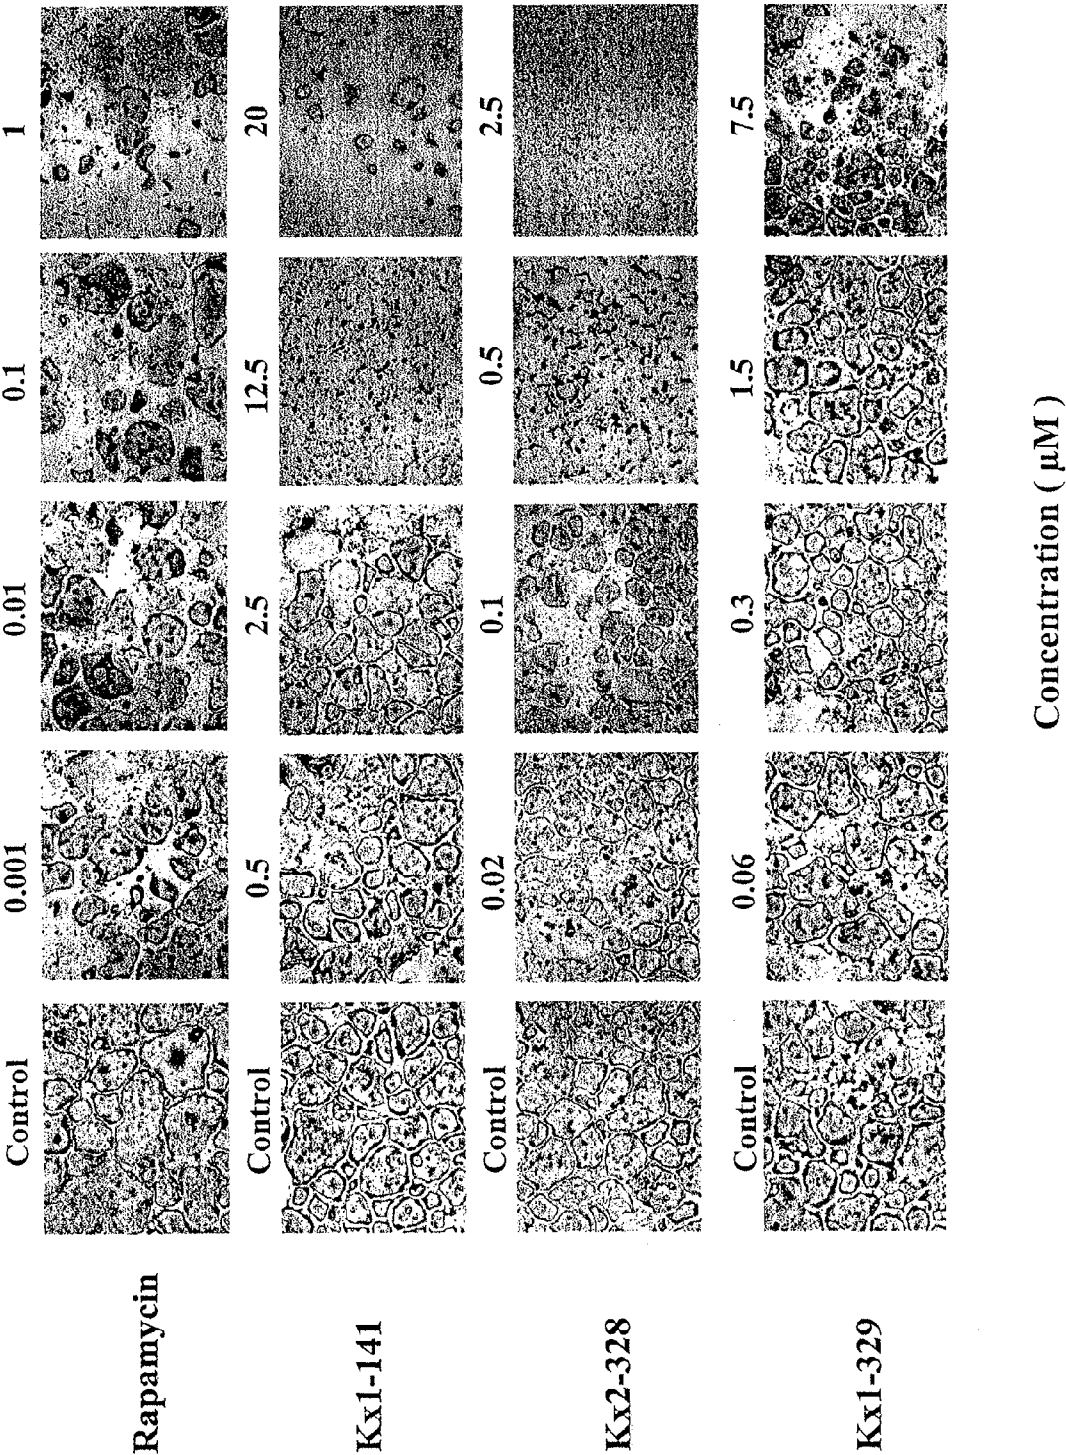 Control 0.001 0.01 0.1 1
Rapamycin
Control 0.5 2.5 12.5 20
Kx1-141
Control 0.02 0.1 0.5 2.5
Kx2-328
Control 0.06 0.3 1.5 7.5
Kx1-329
Concentration ( µM )